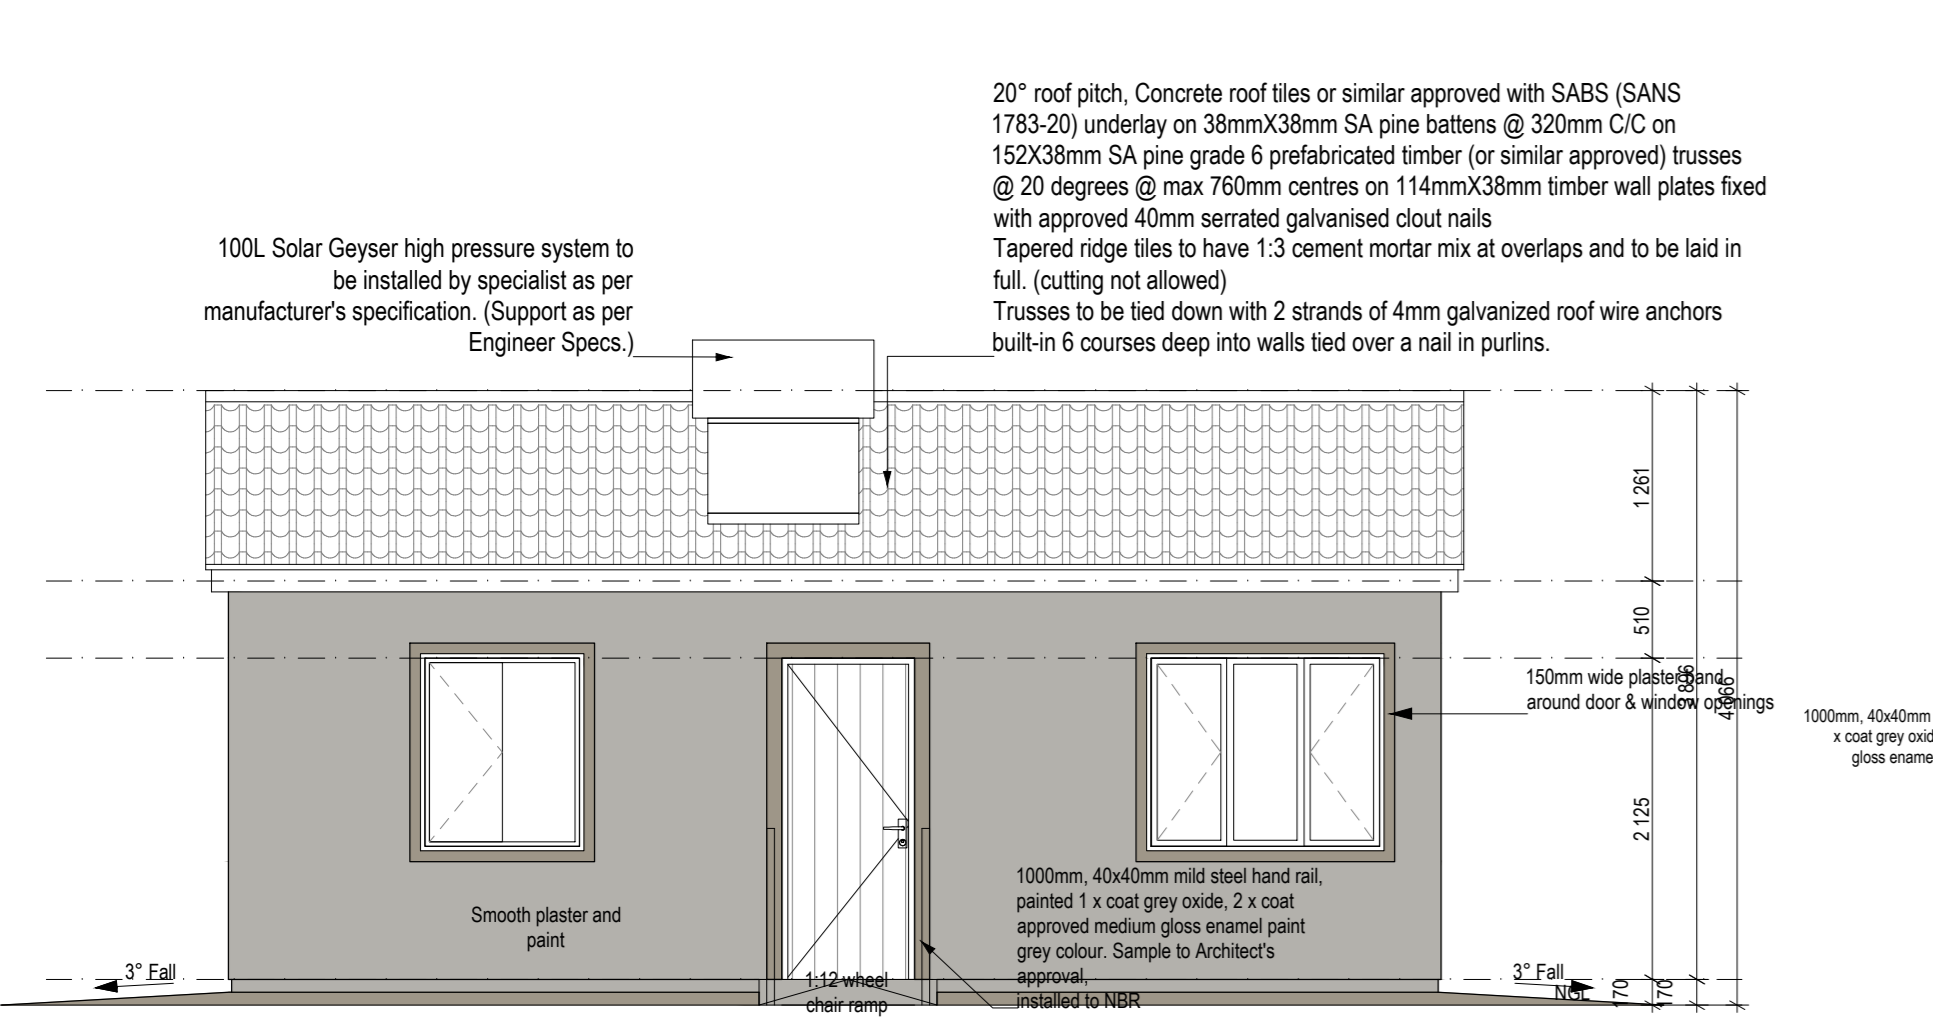 20° roof pitch, Concrete roof tiles or similar approved with SABS (SANS
1783-20) underlay on 38mmX38mm SA pine battens @ 320mm C/C on
152X38mm SA pine grade 6 prefabricated timber (or similar approved) trusses
@ 20 degrees @ max 760mm centres on 114mmX38mm timber wall plates fixed
with approved 40mm serrated galvanised clout nails
Tapered ridge tiles to have 1:3 cement mortar mix at overlaps and to be laid in
full. (cutting not allowed)
Trusses to be tied down with 2 strands of 4mm galvanized roof wire anchors
built-in 6 courses deep into walls tied over a nail in purlins.
100L Solar Geyser high pressure system to
be installed by specialist as per
manufacturer's specification. (Support as per
Engineer Specs.)
1 261
510
2 125
3 896
4 066
150mm wide plaster band
around door & window openings
1000mm, 40x40mm
x coat grey oxid
gloss ename
1000mm, 40x40mm mild steel hand rail,
painted 1 x coat grey oxide, 2 x coat
approved medium gloss enamel paint
grey colour. Sample to Architect's
approval,
installed to NBR
Smooth plaster and
paint
3° Fall
1:12 wheel
chair ramp
3° Fall
NGL
170
170